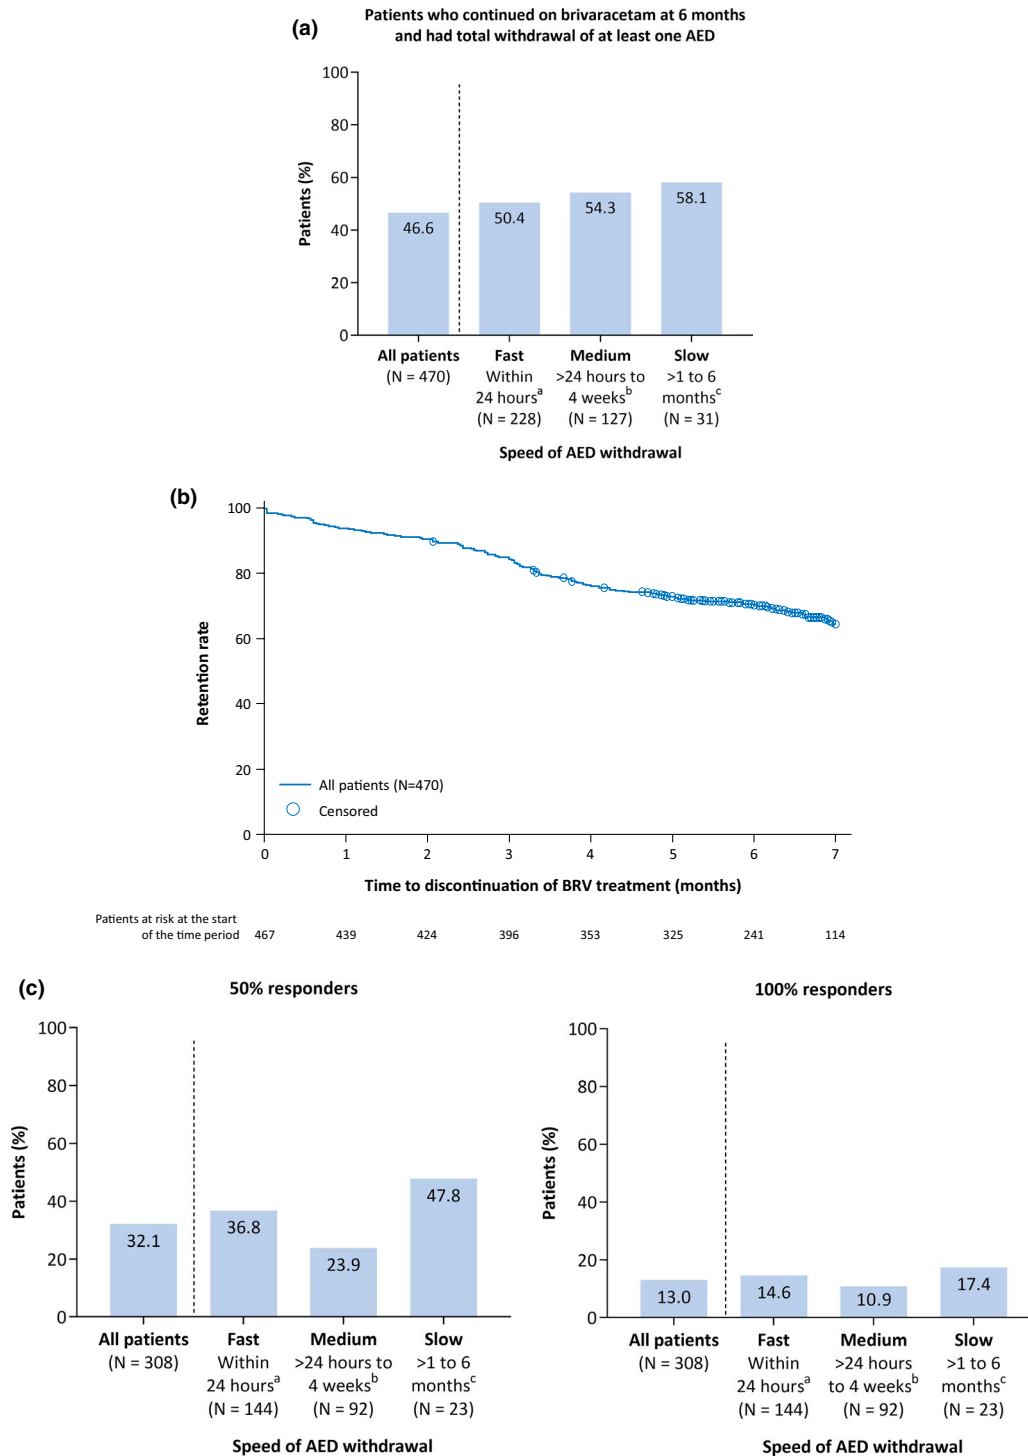 (a)
Patients who continued on brivaracetam at 6 months
and had total withdrawal of at least one AED
Patients (%)
100
80
60
40
20
0
46.6
50.4
54.3
58.1
All patients
(N = 470)
Fast
Within
24 hoursᵃ
(N = 228)
Medium
>24 hours to
4 weeksᵇ
(N = 127)
Slow
>1 to 6
monthsᶜ
(N = 31)
Speed of AED withdrawal
(b)
Retention rate
100
80
60
40
20
0
All patients (N=470)
Censored
0 1 2 3 4 5 6 7
Time to discontinuation of BRV treatment (months)
Patients at risk at the start
of the time period 467 439 424 396 353 325 241 114
(c)
50% responders
Patients (%)
100
80
60
40
20
0
32.1
36.8
23.9
47.8
All patients
(N = 308)
Fast
Within
24 hoursᵃ
(N = 144)
Medium
>24 hours to
4 weeksᵇ
(N = 92)
Slow
>1 to 6
monthsᶜ
(N = 23)
Speed of AED withdrawal
100% responders
Patients (%)
100
80
60
40
20
0
13.0
14.6
10.9
17.4
All patients
(N = 308)
Fast
Within
24 hoursᵃ
(N = 144)
Medium
>24 hours
to 4 weeksᵇ
(N = 92)
Slow
>1 to 6
monthsᶜ
(N = 23)
Speed of AED withdrawal